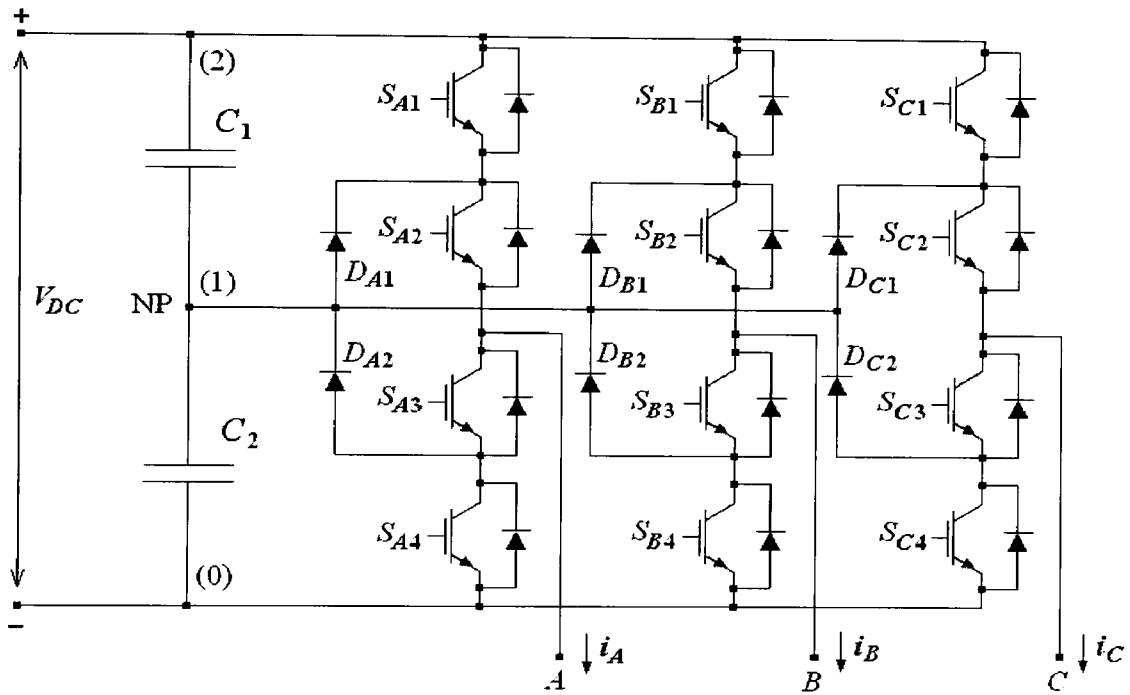 +
(2)
S_A1 S_B1 S_C1
C_1
S_A2 S_B2 S_C2
D_A1 D_B1 D_C1
V_DC NP (1)
D_A2 D_B2 D_C2
S_A3 S_B3 S_C3
C_2
S_A4 S_B4 S_C4
(0)
−
A i_A B i_B C i_C